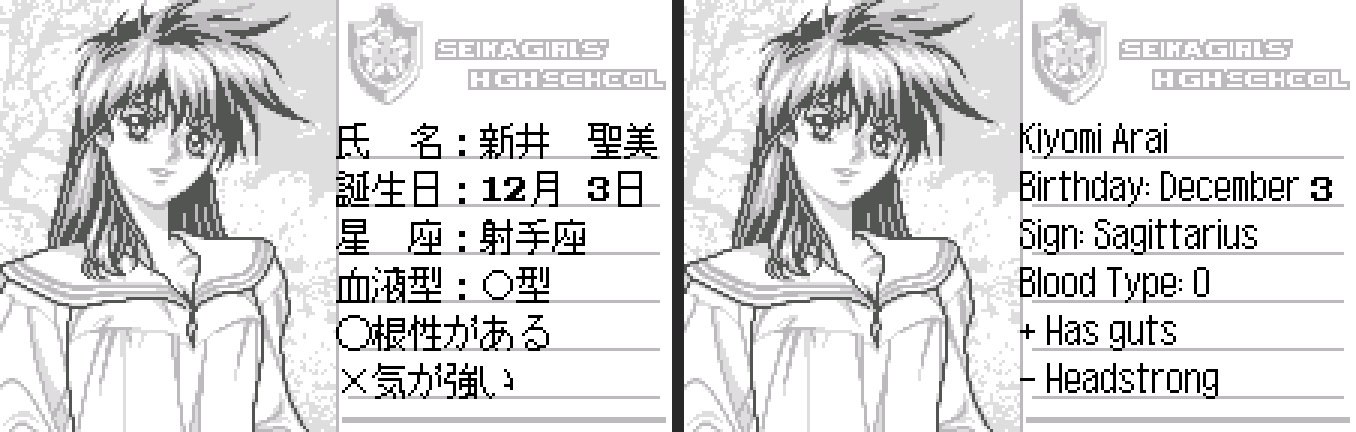 SEIKA GIRLS'
HIGH SCHOOL
氏　名：新井　聖美
誕生日：12月 3日
星　座：射手座
血液型：○型
○根性がある
×気が強い
SEIKA GIRLS'
HIGH SCHOOL
Kiyomi Arai
Birthday: December 3
Sign: Sagittarius
Blood Type: O
+ Has guts
- Headstrong